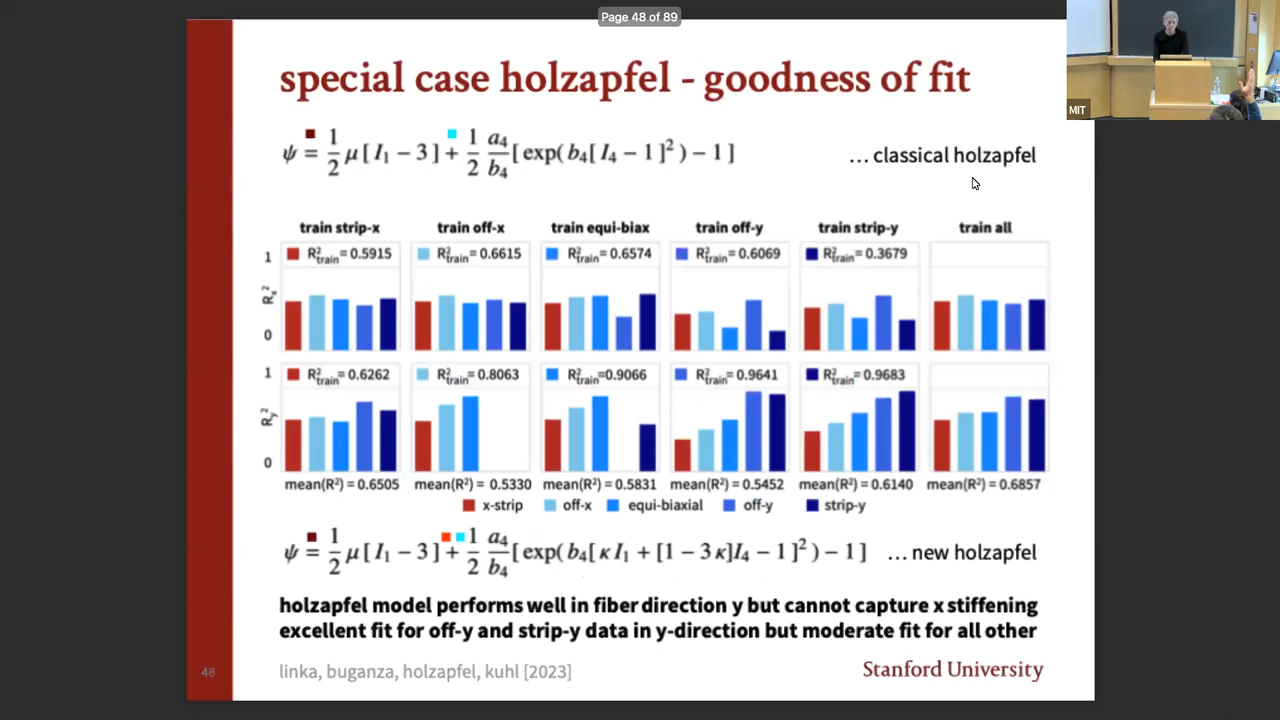 Page 48 of 89
MIT
special case holzapfel - goodness of fit
ψ = 1/2 μ[I₁ − 3] + 1/2 a₄/b₄ [exp(b₄[I₄ − 1]²) − 1] … classical holzapfel
train strip-x train off-x train equi-biax train off-y train strip-y train all
1 R²train= 0.5915 R²train= 0.6615 R²train= 0.6574 R²train= 0.6069 R²train= 0.3679
R²x
0
1 R²train= 0.6262 R²train= 0.8063 R²train=0.9066 R²train= 0.9641 R²train= 0.9683
R²y
0
mean(R²) = 0.6505 mean(R²) = 0.5330 mean(R²) = 0.5831 mean(R²) = 0.5452 mean(R²) = 0.6140 mean(R²) = 0.6857
x-strip off-x equi-biaxial off-y strip-y
ψ = 1/2 μ[I₁ − 3] + 1/2 a₄/b₄ [exp(b₄[κI₁ + [1 − 3κ]I₄ − 1]²) − 1] … new holzapfel
holzapfel model performs well in fiber direction y but cannot capture x stiffening
excellent fit for off-y and strip-y data in y-direction but moderate fit for all other
48 linka, buganza, holzapfel, kuhl [2023] Stanford University